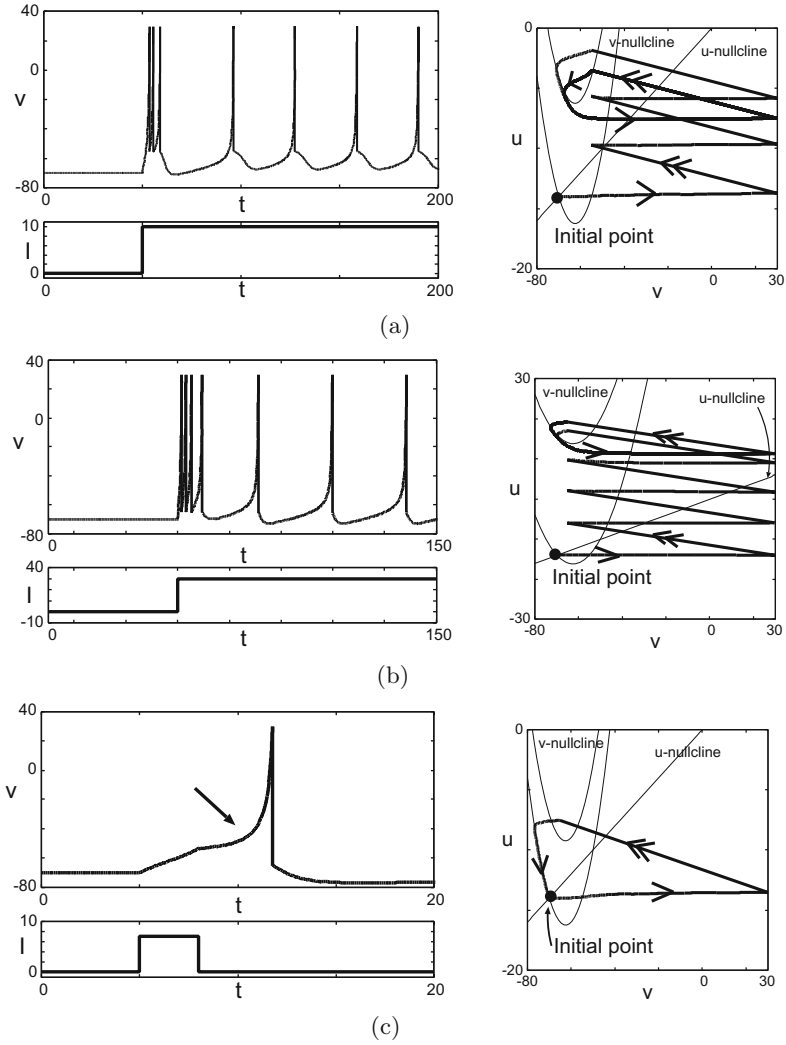 40
0
v
-80
0
t
200
10
I
0
0
t
200
0
v-nullcline
u-nullcline
u
Initial point
-20
-80
v
0
30
(a)
40
0
v
-80
0
t
150
40
I
-10
0
t
150
30
v-nullcline
u-nullcline
u
Initial point
-30
-80
v
0
30
(b)
40
0
v
-80
0
t
20
10
I
0
0
t
20
0
v-nullcline
u-nullcline
u
Initial point
-20
-80
v
0
30
(c)